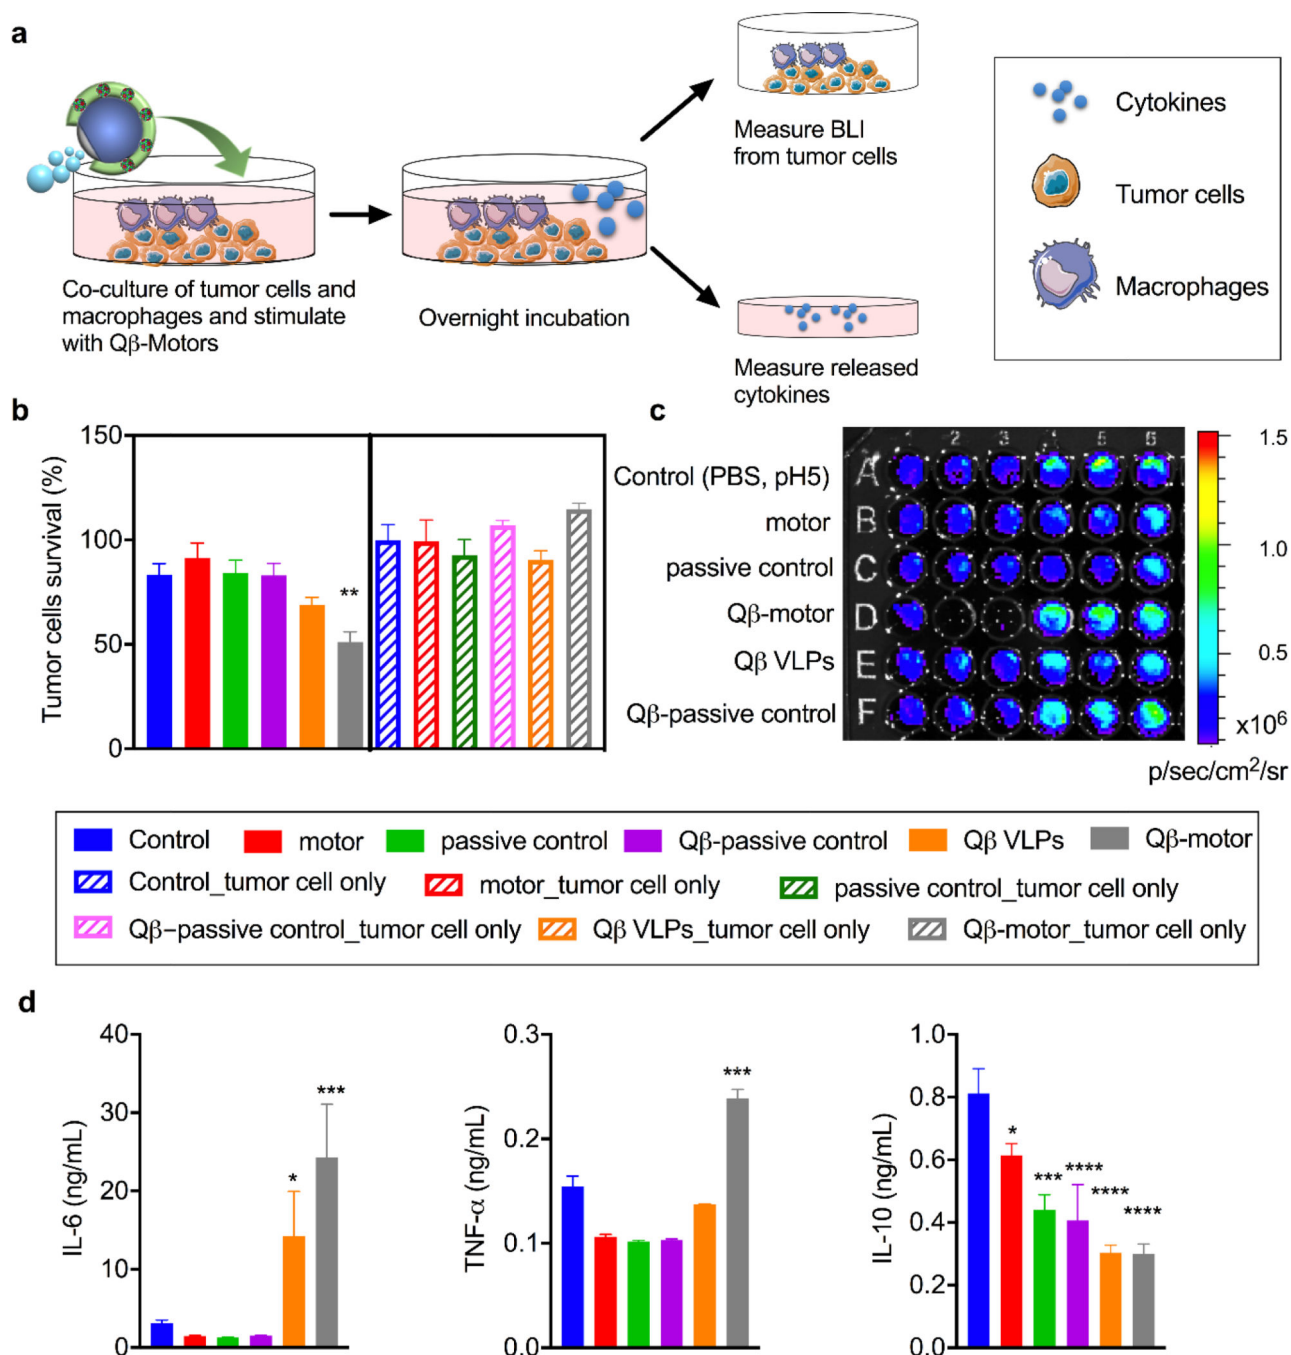 a
Co-culture of tumor cells and
macrophages and stimulate
with Qβ-Motors
Overnight incubation
Measure BLI
from tumor cells
Measure released
cytokines
Cytokines
Tumor cells
Macrophages
b
Tumor cells survival (%)
150
100
50
0
**
c
1 2 3 4 5 6
Control (PBS, pH5)
motor
passive control
Qβ-motor
Qβ VLPs
Qβ-passive control
A
B
C
D
E
F
1.5
1.0
0.5
x10⁶
p/sec/cm²/sr
Control motor passive control Qβ-passive control Qβ VLPs Qβ-motor
Control_tumor cell only motor_tumor cell only passive control_tumor cell only
Qβ–passive control_tumor cell only Qβ VLPs_tumor cell only Qβ-motor_tumor cell only
d
IL-6 (ng/mL)
40
30
20
10
0
*
***
TNF-α (ng/mL)
0.3
0.2
0.1
0.0
***
IL-10 (ng/mL)
1.0
0.8
0.6
0.4
0.2
0.0
*
***
****
****
****